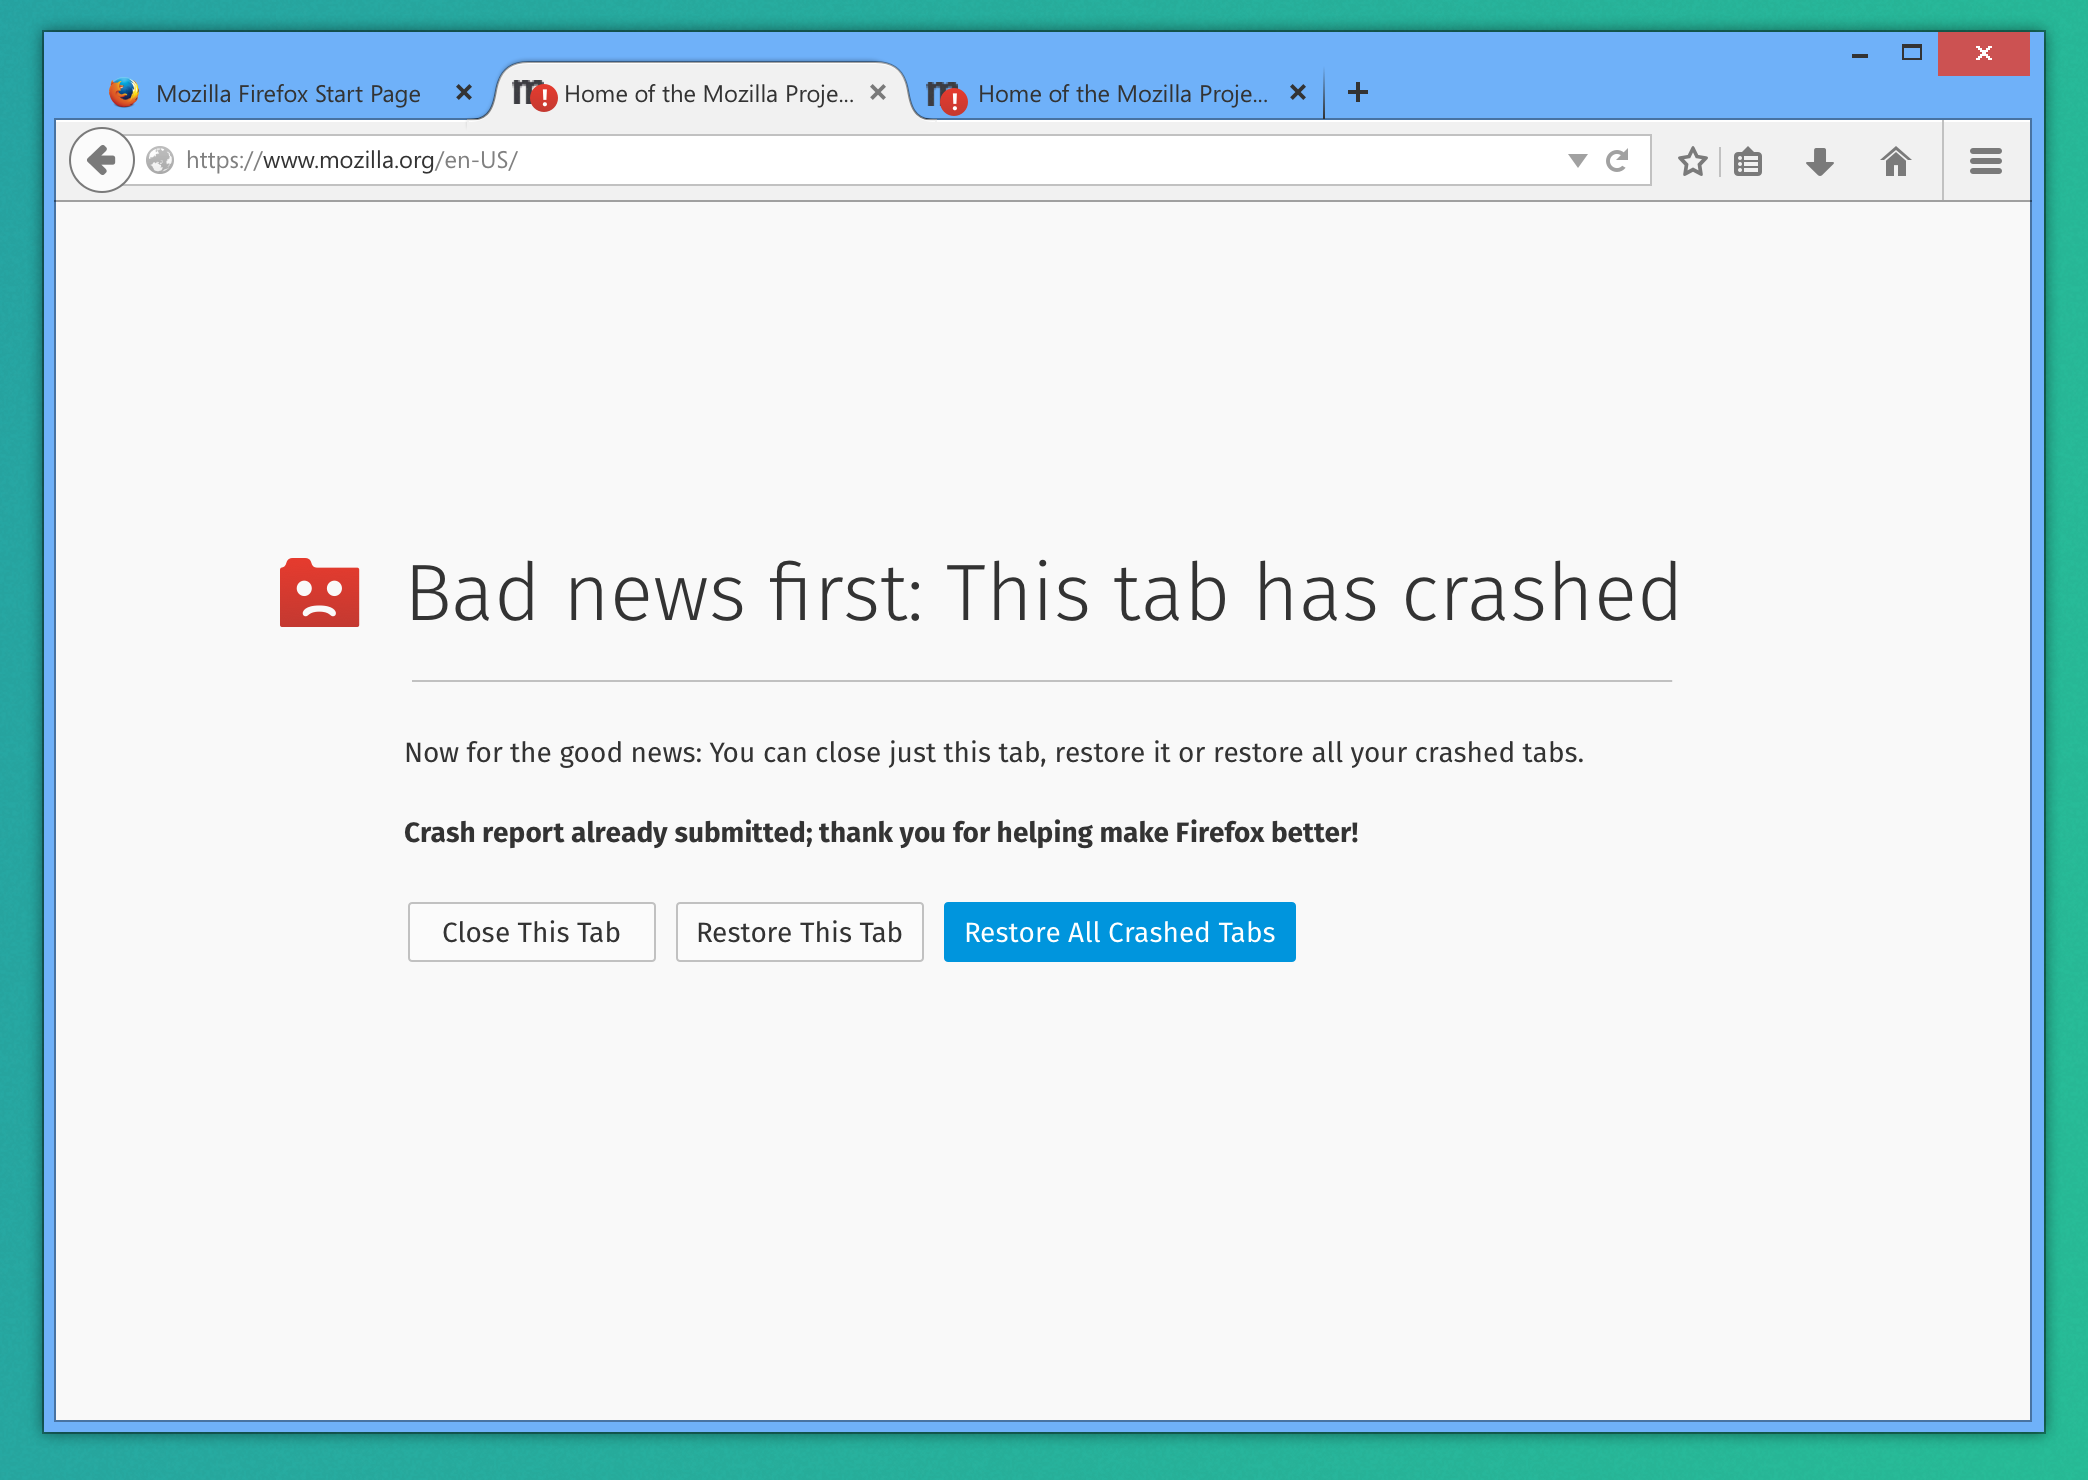 Mozilla Firefox Start Page
Home of the Mozilla Proje...
Home of the Mozilla Proje...
https://www.mozilla.org/en-US/
Bad news first: This tab has crashed
Now for the good news: You can close just this tab, restore it or restore all your crashed tabs.
Crash report already submitted; thank you for helping make Firefox better!
Close This Tab
Restore This Tab
Restore All Crashed Tabs